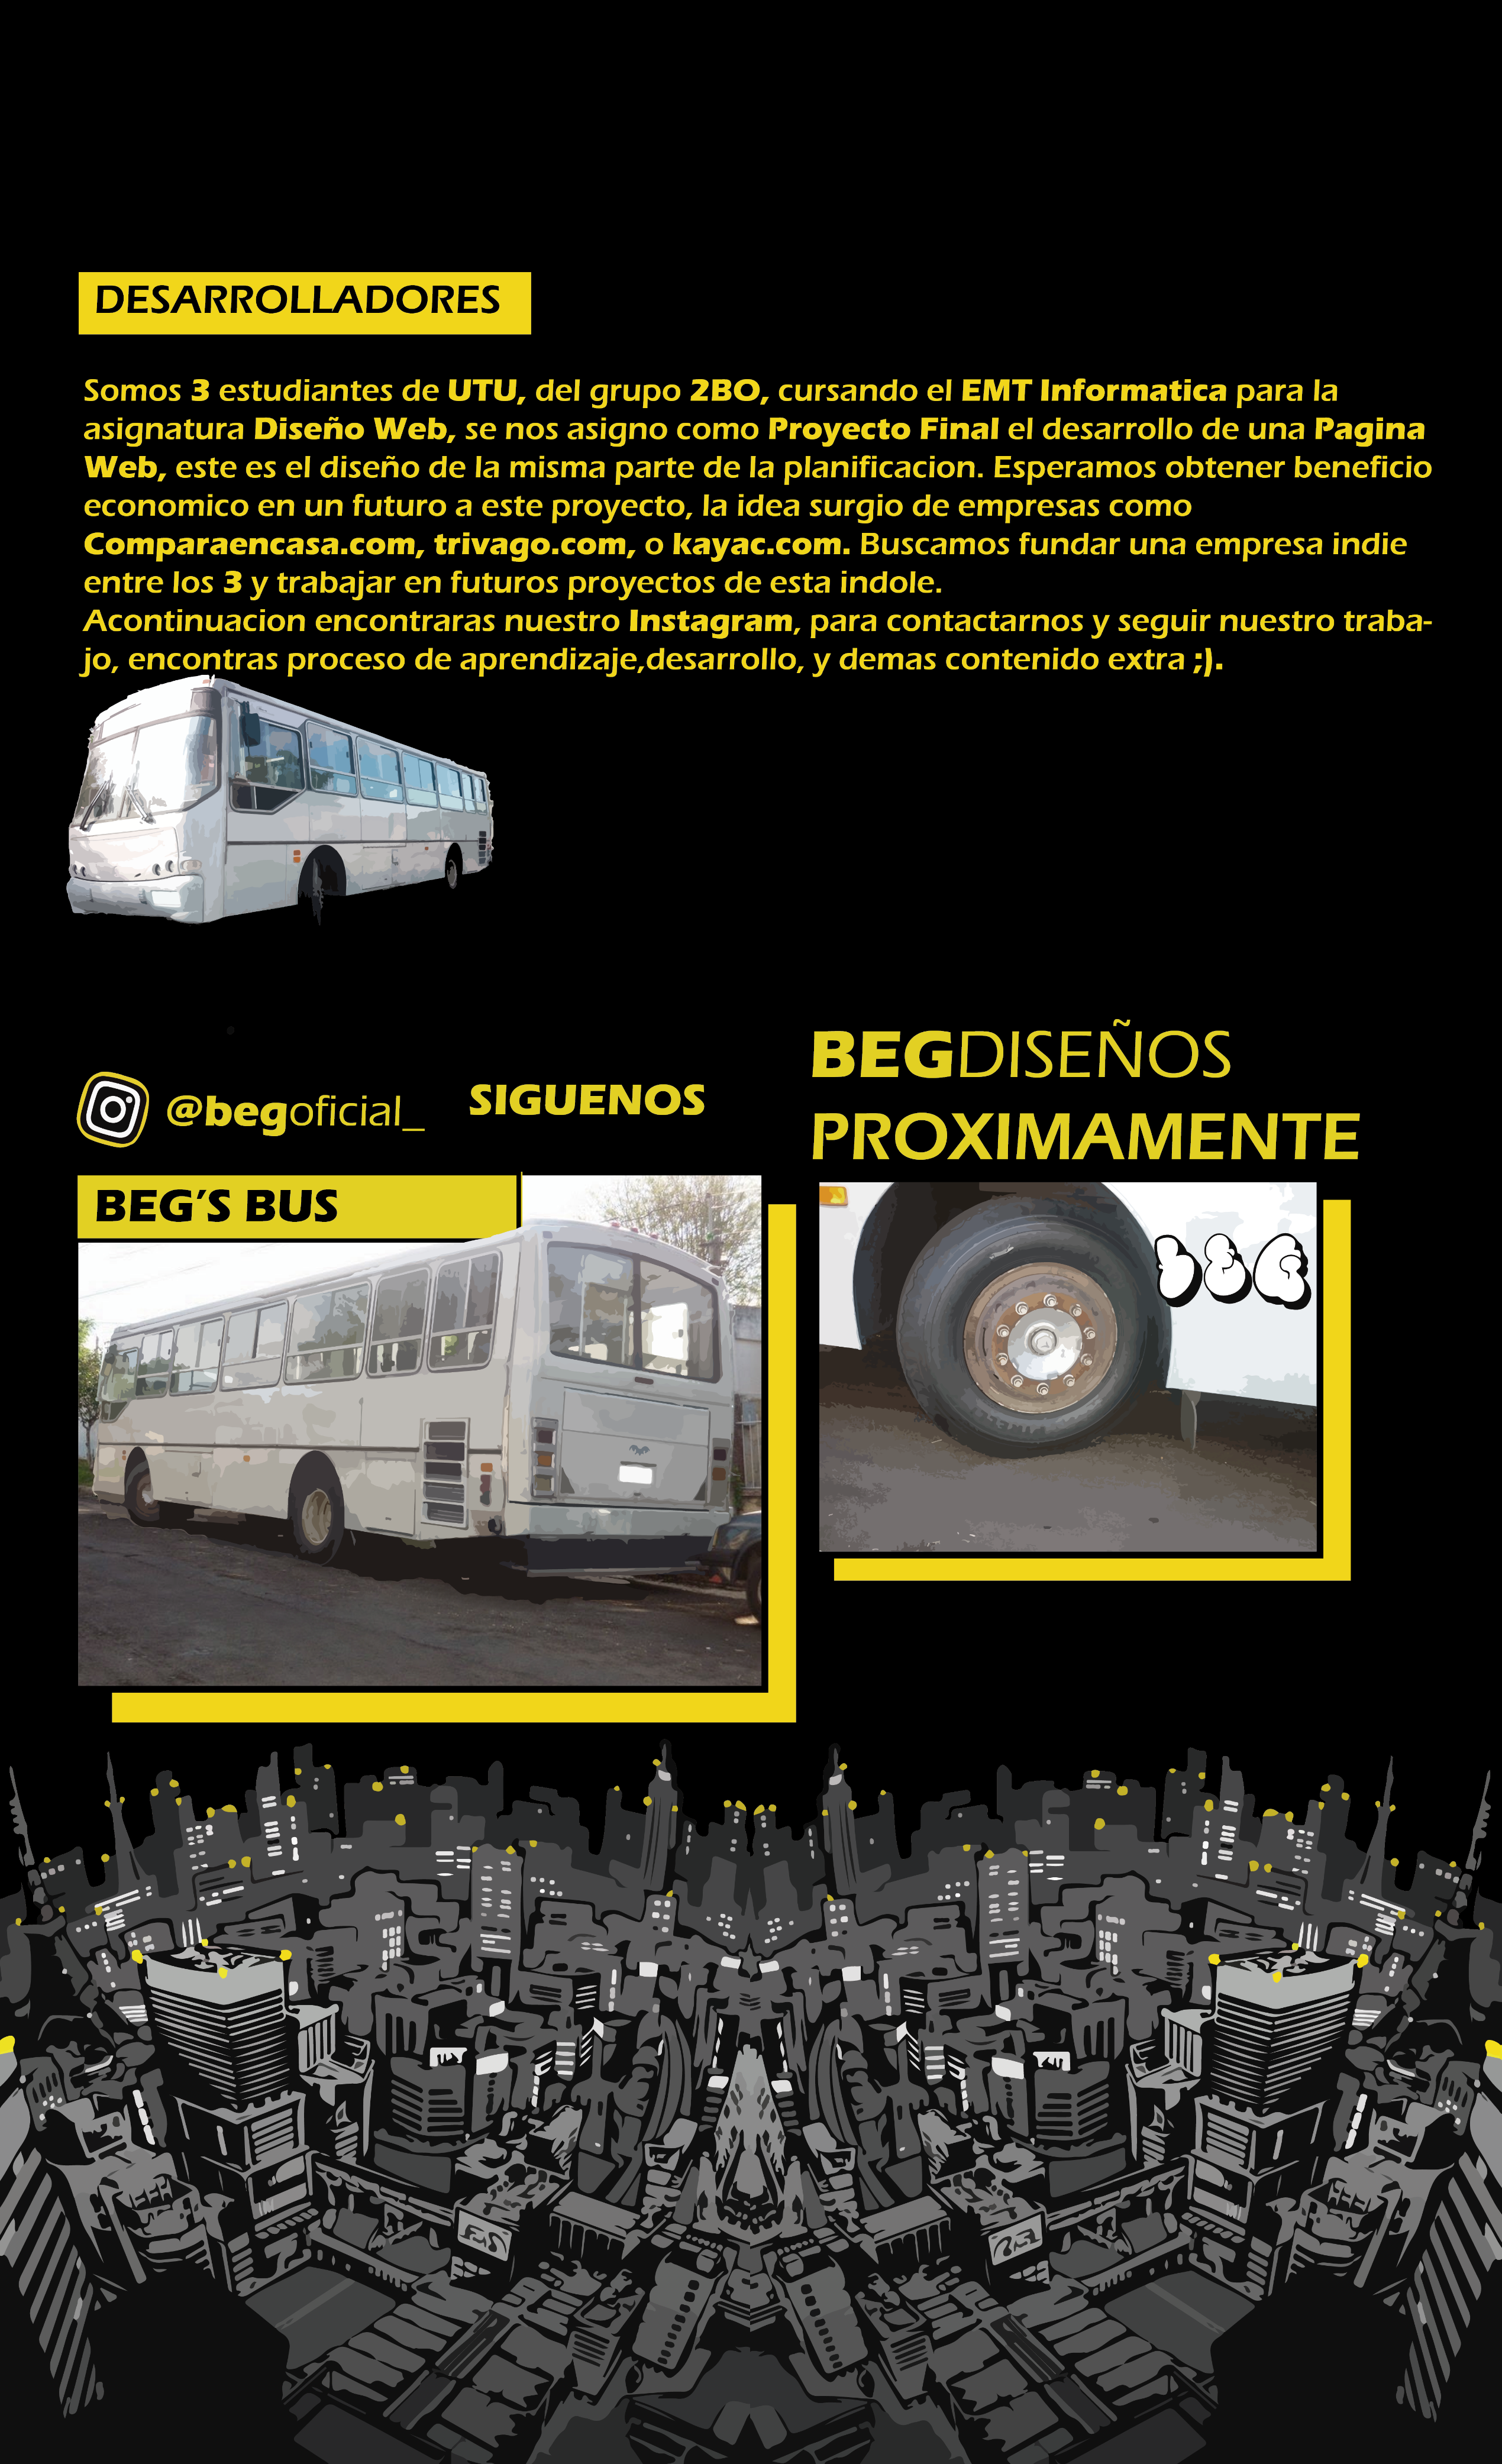 DESARROLLADORES
Somos 3 estudiantes de UTU, del grupo 2BO, cursando el EMT Informatica para la
asignatura Diseño Web, se nos asigno como Proyecto Final el desarrollo de una Pagina
Web, este es el diseño de la misma parte de la planificacion. Esperamos obtener beneficio
economico en un futuro a este proyecto, la idea surgio de empresas como
Comparaencasa.com, trivago.com, o kayac.com. Buscamos fundar una empresa indie
entre los 3 y trabajar en futuros proyectos de esta indole.
Acontinuacion encontraras nuestro Instagram, para contactarnos y seguir nuestro traba-
jo, encontras proceso de aprendizaje,desarrollo, y demas contenido extra ;).
@begoficial_
SIGUENOS
BEGDISEÑOS
PROXIMAMENTE
BEG'S BUS
BEG